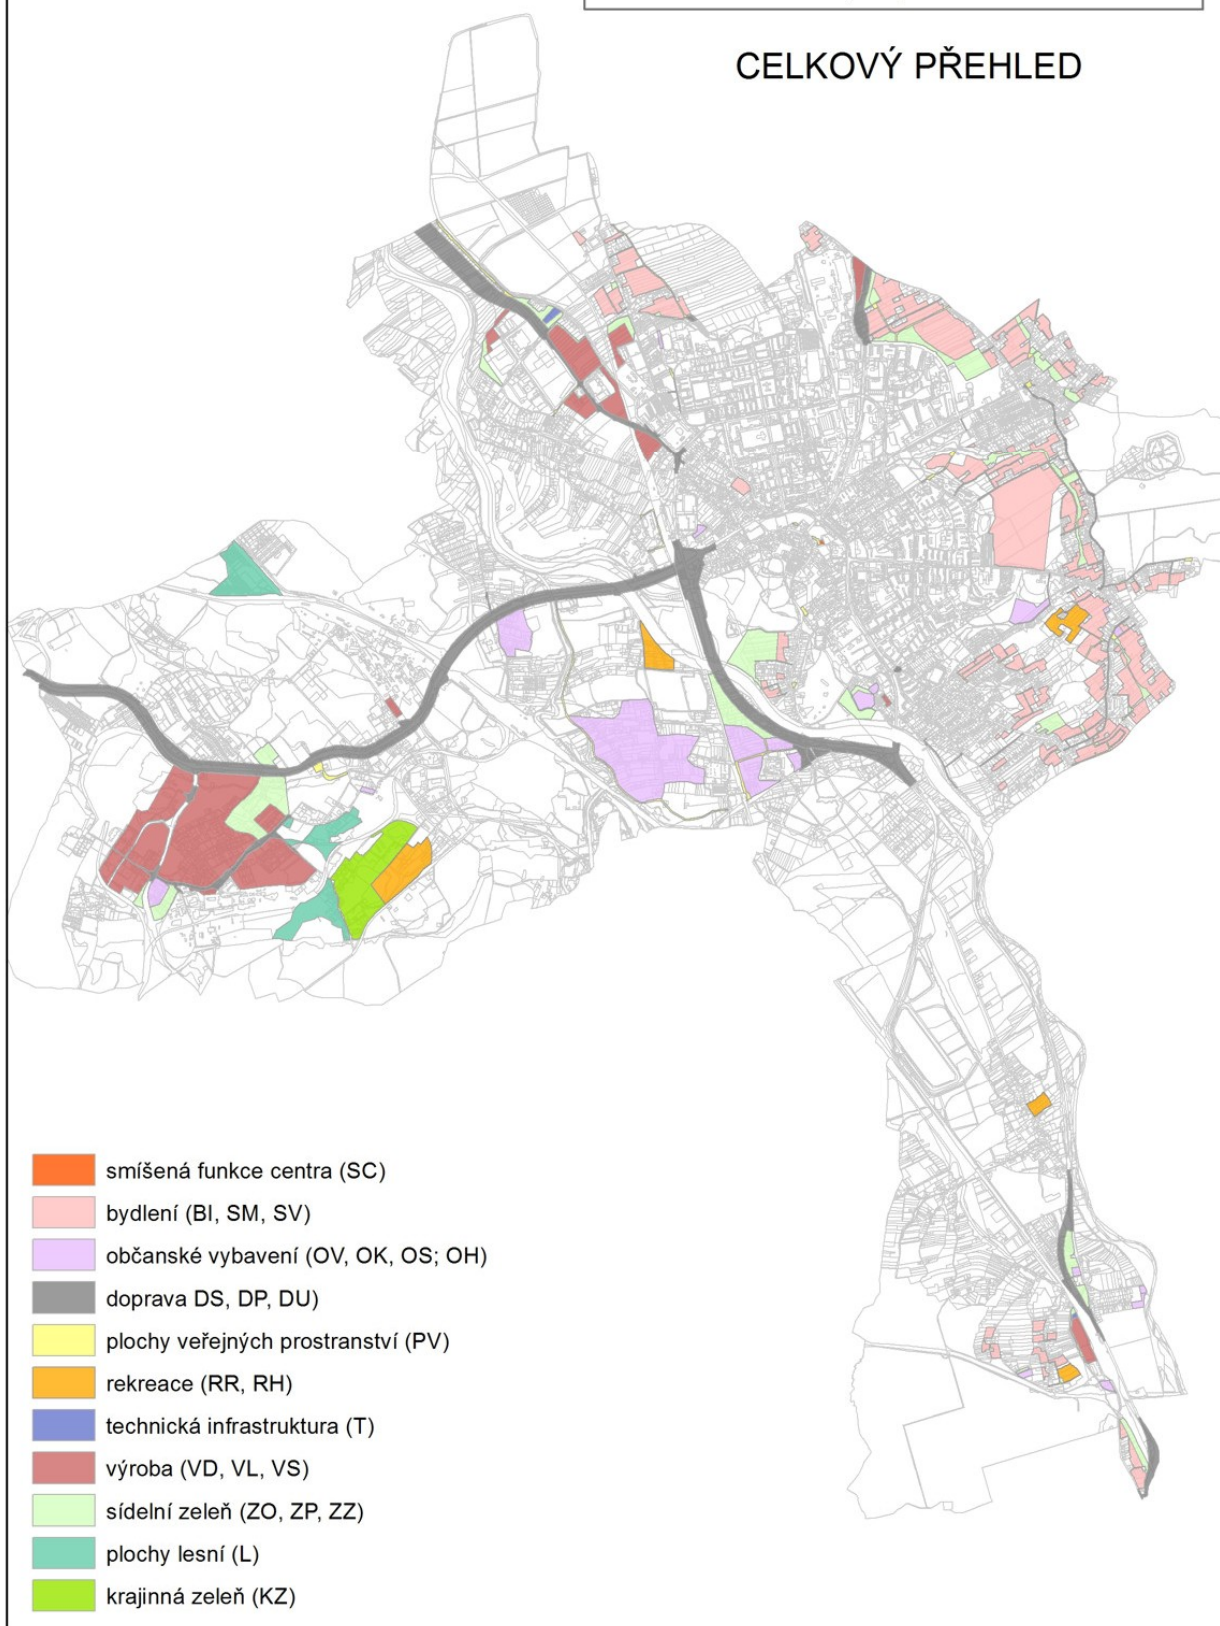 CELKOVÝ PŘEHLED
smíšená funkce centra (SC)
bydlení (BI, SM, SV)
občanské vybavení (OV, OK, OS; OH)
doprava DS, DP, DU)
plochy veřejných prostranství (PV)
rekreace (RR, RH)
technická infrastruktura (T)
výroba (VD, VL, VS)
sídelní zeleň (ZO, ZP, ZZ)
plochy lesní (L)
krajinná zeleň (KZ)